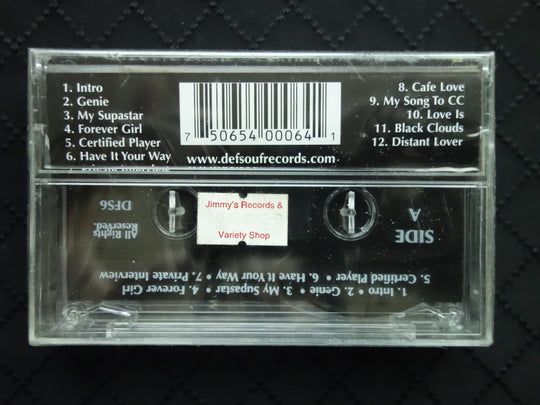 1. Intro
2. Genie
3. My Supastar
4. Forever Girl
5. Certified Player
6. Have It Your Way
8. Cafe Love
9. My Song To CC
10. Love Is
11. Black Clouds
12. Distant Lover
7 50654 00064 1
www.defsoufrecords.com
Jimmy's Records &
Variety Shop
SIDE
A
DFS6
All Rights
Reserved.
1. Intro • 2. Genie • 3. My Supastar • 4. Forever Girl
5. Certified Player • 6. Have It Your Way • 7. Private Interview